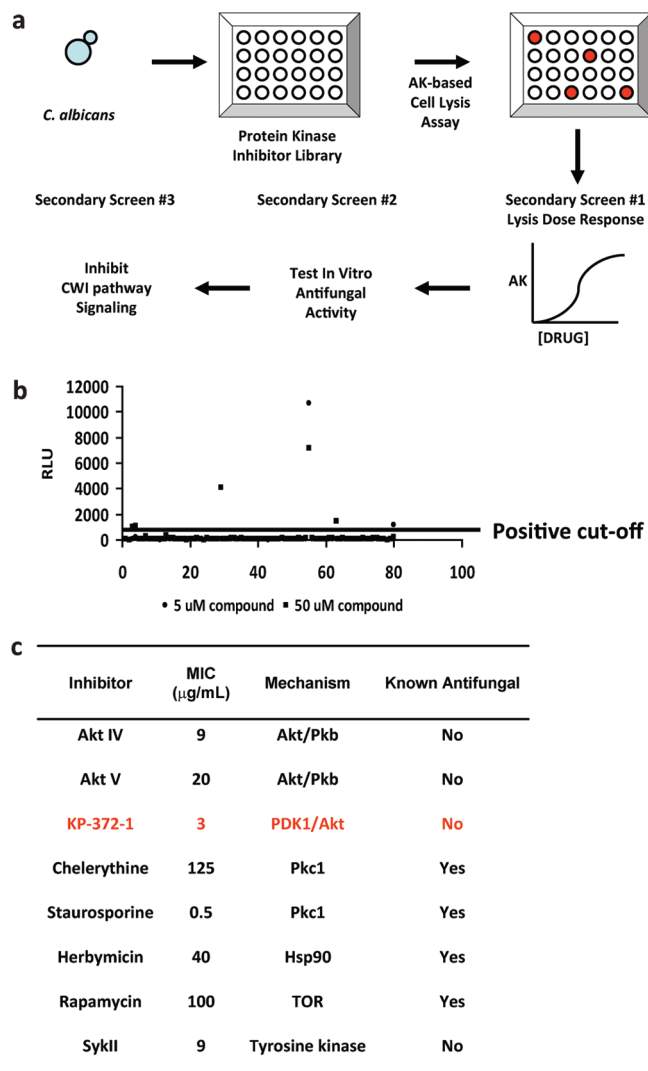 a
C. albicans
Protein Kinase
Inhibitor Library
AK-based
Cell Lysis
Assay
Secondary Screen #3
Secondary Screen #2
Secondary Screen #1
Lysis Dose Response
Inhibit
CWI pathway
Signaling
Test In Vitro
Antifungal
Activity
AK
[DRUG]
b
RLU
12000
10000
8000
6000
4000
2000
0
0 20 40 60 80 100
Positive cut-off
• 5 uM compound ▪ 50 uM compound
c
Inhibitor MIC (μg/mL) Mechanism Known Antifungal
Akt IV 9 Akt/Pkb No
Akt V 20 Akt/Pkb No
KP-372-1 3 PDK1/Akt No
Chelerythine 125 Pkc1 Yes
Staurosporine 0.5 Pkc1 Yes
Herbymicin 40 Hsp90 Yes
Rapamycin 100 TOR Yes
SykII 9 Tyrosine kinase No